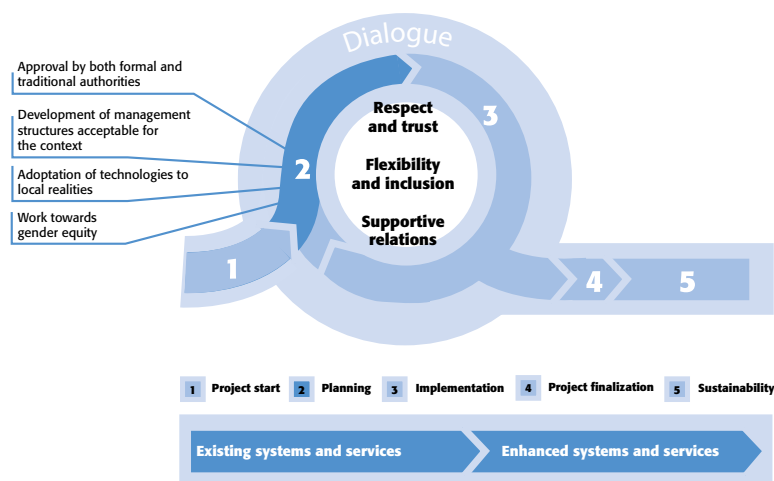 Dialogue
Approval by both formal and
traditional authorities
Development of management
structures acceptable for
the context
Adoption of technologies to
local realities
Work towards
gender equity
Respect
and trust
Flexibility
and inclusion
Supportive
relations
1
2
3
4
5
1 Project start 2 Planning 3 Implementation 4 Project finalization 5 Sustainability
Existing systems and services Enhanced systems and services